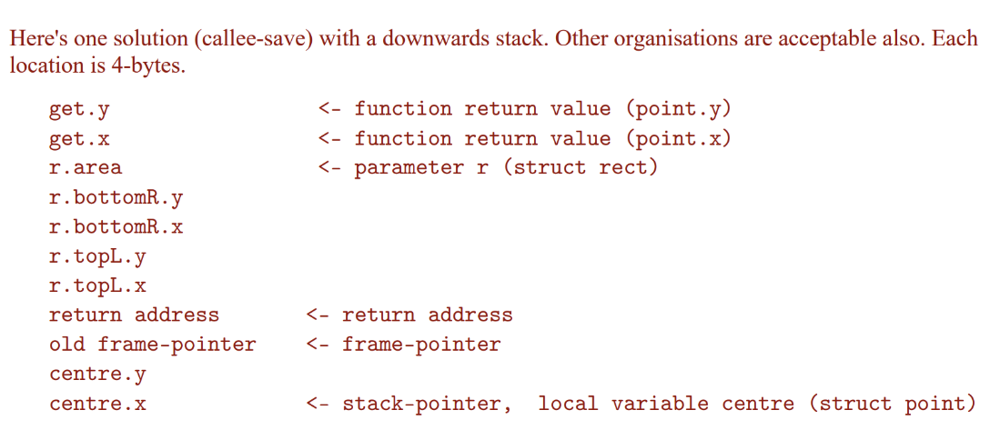 Here's one solution (callee-save) with a downwards stack. Other organisations are acceptable also. Each
location is 4-bytes.
get.y <- function return value (point.y)
get.x <- function return value (point.x)
r.area <- parameter r (struct rect)
r.bottomR.y
r.bottomR.x
r.topL.y
r.topL.x
return address <- return address
old frame-pointer <- frame-pointer
centre.y
centre.x <- stack-pointer, local variable centre (struct point)